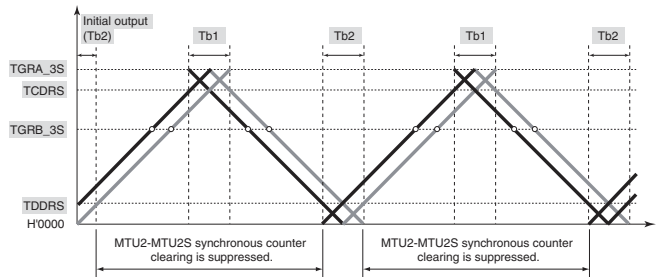 Initial output
(Tb2)
Tb1
Tb2
Tb1
Tb2
TGRA_3S
TCDRS
TGRB_3S
TDDRS
H'0000
MTU2-MTU2S synchronous counter
clearing is suppressed.
MTU2-MTU2S synchronous counter
clearing is suppressed.